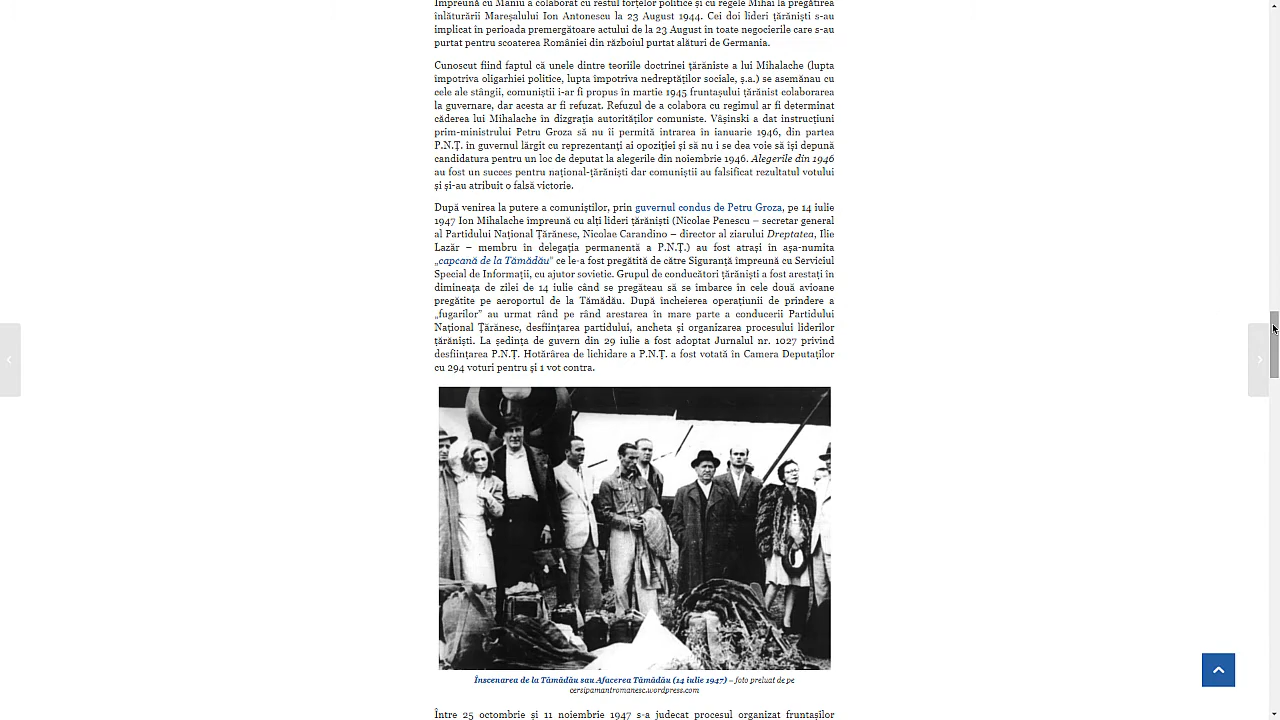 Împreună cu Maniu a colaborat cu restul forțelor politice și cu regele Mihai la pregătirea
înlăturării Mareșalului Ion Antonescu la 23 August 1944. Cei doi lideri țărăniști s-au
implicat în perioada premergătoare actului de la 23 August în toate negocierile care s-au
purtat pentru scoaterea României din războiul purtat alături de Germania.
Cunoscut fiind faptul că unele dintre teoriile doctrinei țărăniste a lui Mihalache (lupta
împotriva oligarhiei politice, lupta împotriva nedreptăților sociale, ș.a.) se asemănau cu
cele ale stângii, comuniștii i-ar fi propus în martie 1945 fruntașului țărănist colaborarea
la guvernare, dar acesta ar fi refuzat. Refuzul de a colabora cu regimul ar fi determinat
căderea lui Mihalache în dizgrația autorităților comuniste. Vâșinski a dat instrucțiuni
prim-ministrului Petru Groza să nu îi permită intrarea în ianuarie 1946, din partea
P.N.Ț. in guvernul lărgit cu reprezentanți ai opoziției și să nu i se dea voie să își depună
candidatura pentru un loc de deputat la alegerile din noiembrie 1946. Alegerile din 1946
au fost un succes pentru național-țărăniști dar comuniștii au falsificat rezultatul votului
și și-au atribuit o falsă victorie.
După venirea la putere a comuniștilor, prin guvernul condus de Petru Groza, pe 14 iulie
1947 Ion Mihalache împreună cu alți lideri țărăniști (Nicolae Penescu – secretar general
al Partidului Național Țărănesc, Nicolae Carandino – director al ziarului Dreptatea, Ilie
Lazăr – membru în delegația permanentă a P.N.Ț.) au fost atrași în așa-numita
„capcană de la Tămădău" ce le-a fost pregătită de către Siguranță împreună cu Serviciul
Special de Informații, cu ajutor sovietic. Grupul de conducători țărăniști a fost arestați în
dimineața de zilei de 14 iulie când se pregăteau să se îmbarce în cele două avioane
pregătite pe aeroportul de la Tămădău. După încheierea operațiunii de prindere a
„fugarilor” au urmat rând pe rând arestarea în mare parte a conducerii Partidului
Național Țărănesc, desființarea partidului, ancheta și organizarea procesului liderilor
țărăniști. La ședința de guvern din 29 iulie a fost adoptat Jurnalul nr. 1027 privind
desființarea P.N.Ț. Hotărârea de lichidare a P.N.Ț. a fost votată în Camera Deputaților
cu 294 voturi pentru și 1 vot contra.
Înscenarea de la Tămădău sau Afacerea Tămădău (14 iulie 1947) – foto preluat de pe
cersipamantromanesc.wordpress.com
Între 25 octombrie și 11 noiembrie 1947 s-a judecat procesul organizat fruntașilor